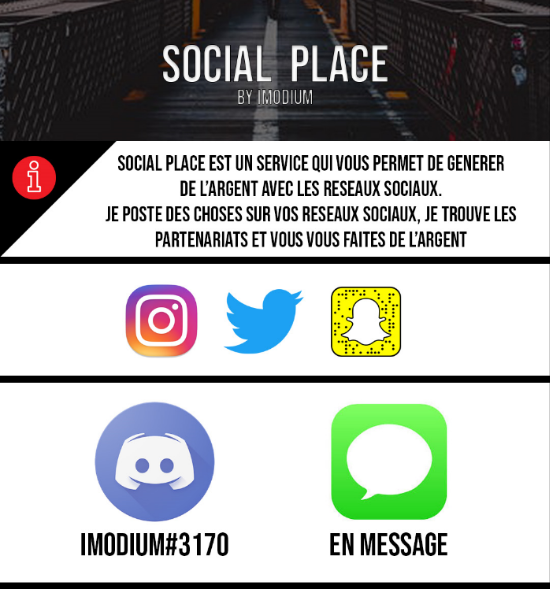 SOCIAL PLACE
BY IMODIUM
SOCIAL PLACE EST UN SERVICE QUI VOUS PERMET DE GENERER
DE L'ARGENT AVEC LES RESEAUX SOCIAUX.
JE POSTE DES CHOSES SUR VOS RESEAUX SOCIAUX, JE TROUVE LES
PARTENARIATS ET VOUS VOUS FAITES DE L'ARGENT
IMODIUM#3170
EN MESSAGE